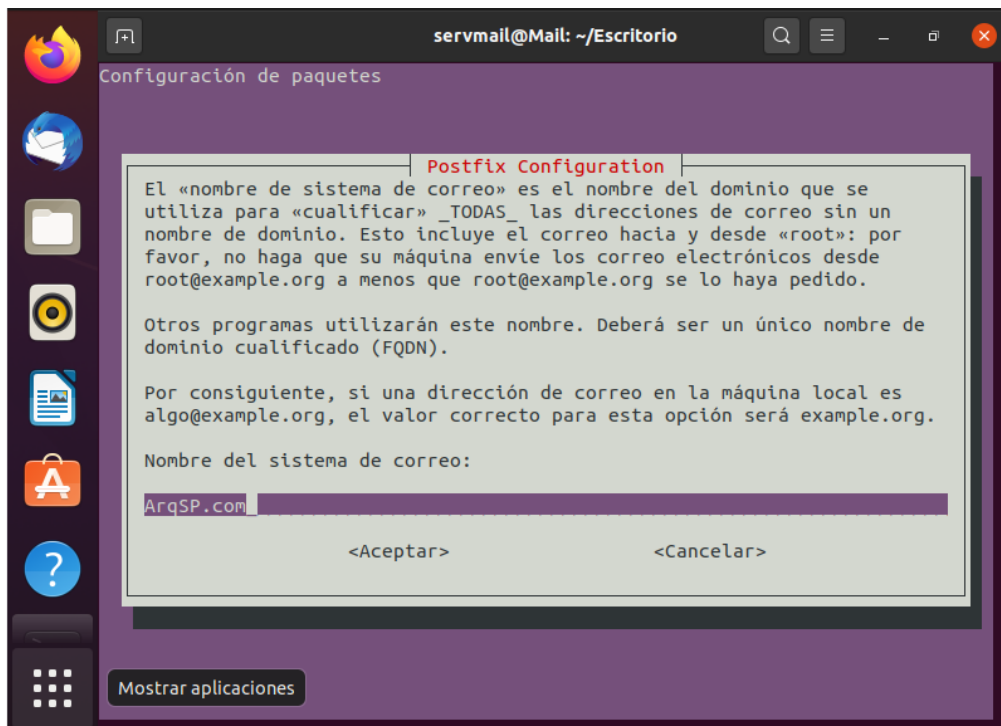 servmail@Mail: ~/Escritorio
Configuración de paquetes
Postfix Configuration
El «nombre de sistema de correo» es el nombre del dominio que se
utiliza para «cualificar» _TODAS_ las direcciones de correo sin un
nombre de dominio. Esto incluye el correo hacia y desde «root»: por
favor, no haga que su máquina envíe los correo electrónicos desde
root@example.org a menos que root@example.org se lo haya pedido.
Otros programas utilizarán este nombre. Deberá ser un único nombre de
dominio cualificado (FQDN).
Por consiguiente, si una dirección de correo en la máquina local es
algo@example.org, el valor correcto para esta opción será example.org.
Nombre del sistema de correo:
ArqSP.com
<Aceptar> <Cancelar>
Mostrar aplicaciones